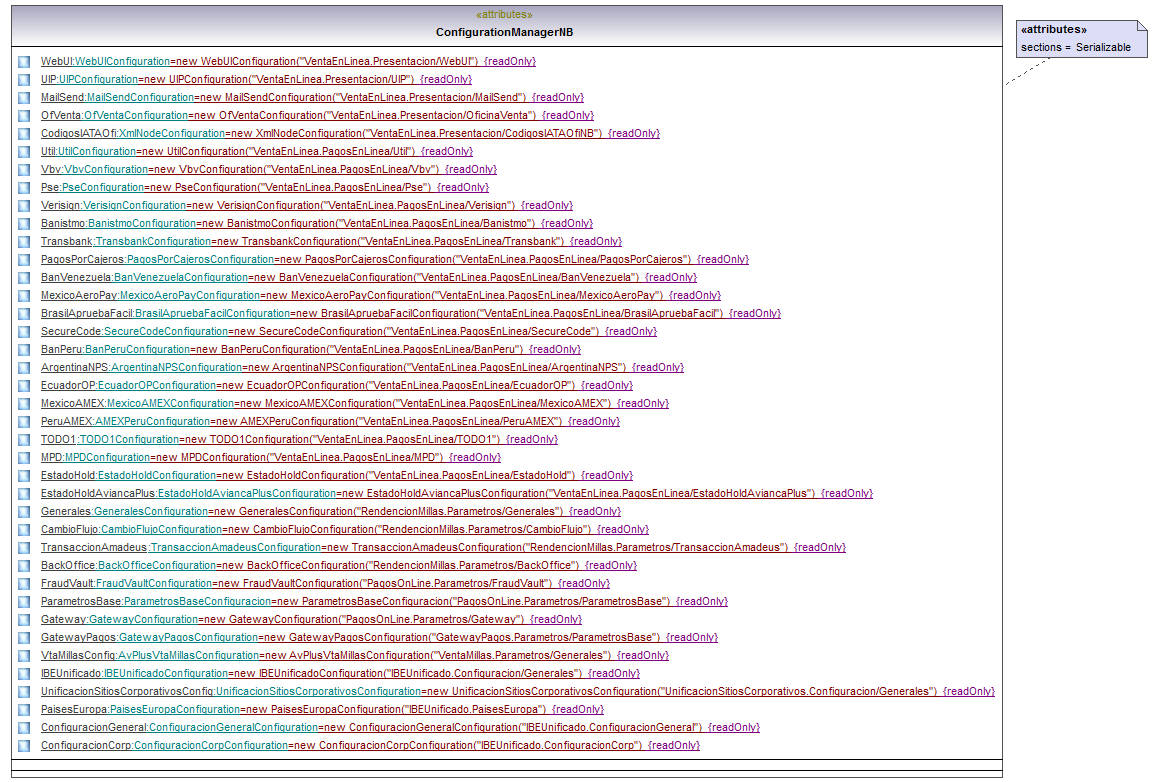 «attributes»
ConfigurationManagerNB
«attributes»
sections = Serializable
WebUI:WebUIConfiguration=new WebUIConfiguration("VentaEnLinea.Presentacion/WebUI") {readOnly}
UIP:UIPConfiguration=new UIPConfiguration("VentaEnLinea.Presentacion/UIP") {readOnly}
MailSend:MailSendConfiguration=new MailSendConfiguration("VentaEnLinea.Presentacion/MailSend") {readOnly}
OfVenta:OfVentaConfiguration=new OfVentaConfiguration("VentaEnLinea.Presentacion/OficinaVenta") {readOnly}
CodigosIATAOfi:XmlNodeConfiguration=new XmlNodeConfiguration("VentaEnLinea.Presentacion/CodigosIATAOfiNB") {readOnly}
Util:UtilConfiguration=new UtilConfiguration("VentaEnLinea.PagosEnLinea/Util") {readOnly}
Vbv:VbvConfiguration=new VbvConfiguration("VentaEnLinea.PagosEnLinea/Vbv") {readOnly}
Pse:PseConfiguration=new PseConfiguration("VentaEnLinea.PagosEnLinea/Pse") {readOnly}
Verisign:VerisignConfiguration=new VerisignConfiguration("VentaEnLinea.PagosEnLinea/Verisign") {readOnly}
Banistmo:BanistmoConfiguration=new BanistmoConfiguration("VentaEnLinea.PagosEnLinea/Banistmo") {readOnly}
Transbank:TransbankConfiguration=new TransbankConfiguration("VentaEnLinea.PagosEnLinea/Transbank") {readOnly}
PagosPorCajeros:PagosPorCajerosConfiguration=new PagosPorCajerosConfiguration("VentaEnLinea.PagosEnLinea/PagosPorCajeros") {readOnly}
BanVenezuela:BanVenezuelaConfiguration=new BanVenezuelaConfiguration("VentaEnLinea.PagosEnLinea/BanVenezuela") {readOnly}
MexicoAeroPay:MexicoAeroPayConfiguration=new MexicoAeroPayConfiguration("VentaEnLinea.PagosEnLinea/MexicoAeroPay") {readOnly}
BrasilApruebaFacil:BrasilApruebaFacilConfiguration=new BrasilApruebaFacilConfiguration("VentaEnLinea.PagosEnLinea/BrasilApruebaFacil") {readOnly}
SecureCode:SecureCodeConfiguration=new SecureCodeConfiguration("VentaEnLinea.PagosEnLinea/SecureCode") {readOnly}
BanPeru:BanPeruConfiguration=new BanPeruConfiguration("VentaEnLinea.PagosEnLinea/BanPeru") {readOnly}
ArgentinaNPS:ArgentinaNPSConfiguration=new ArgentinaNPSConfiguration("VentaEnLinea.PagosEnLinea/ArgentinaNPS") {readOnly}
EcuadorOP:EcuadorOPConfiguration=new EcuadorOPConfiguration("VentaEnLinea.PagosEnLinea/EcuadorOP") {readOnly}
MexicoAMEX:MexicoAMEXConfiguration=new MexicoAMEXConfiguration("VentaEnLinea.PagosEnLinea/MexicoAMEX") {readOnly}
PeruAMEX:AMEXPeruConfiguration=new AMEXPeruConfiguration("VentaEnLinea.PagosEnLinea/PeruAMEX") {readOnly}
TODO1:TODO1Configuration=new TODO1Configuration("VentaEnLinea.PagosEnLinea/TODO1") {readOnly}
MPD:MPDConfiguration=new MPDConfiguration("VentaEnLinea.PagosEnLinea/MPD") {readOnly}
EstadoHold:EstadoHoldConfiguration=new EstadoHoldConfiguration("VentaEnLinea.PagosEnLinea/EstadoHold") {readOnly}
EstadoHoldAviancaPlus:EstadoHoldAviancaPlusConfiguration=new EstadoHoldAviancaPlusConfiguration("VentaEnLinea.PagosEnLinea/EstadoHoldAviancaPlus") {readOnly}
Generales:GeneralesConfiguration=new GeneralesConfiguration("RendencionMillas.Parametros/Generales") {readOnly}
CambioFlujo:CambioFlujoConfiguration=new CambioFlujoConfiguration("RendencionMillas.Parametros/CambioFlujo") {readOnly}
TransaccionAmadeus:TransaccionAmadeusConfiguration=new TransaccionAmadeusConfiguration("RendencionMillas.Parametros/TransaccionAmadeus") {readOnly}
BackOffice:BackOfficeConfiguration=new BackOfficeConfiguration("RendencionMillas.Parametros/BackOffice") {readOnly}
FraudVault:FraudVaultConfiguration=new FraudVaultConfiguration("PagosOnLine.Parametros/FraudVault") {readOnly}
ParametrosBase:ParametrosBaseConfiguracion=new ParametrosBaseConfiguracion("PagosOnLine.Parametros/ParametrosBase") {readOnly}
Gateway:GatewayConfiguration=new GatewayConfiguration("PagosOnLine.Parametros/Gateway") {readOnly}
GatewayPagos:GatewayPagosConfiguration=new GatewayPagosConfiguration("GatewayPagos.Parametros/ParametrosBase") {readOnly}
VtaMillasConfig:AvPlusVtaMillasConfiguration=new AvPlusVtaMillasConfiguration("VentaMillas.Parametros/Generales") {readOnly}
IBEUnificado:IBEUnificadoConfiguration=new IBEUnificadoConfiguration("IBEUnificado.Configuracion/Generales") {readOnly}
UnificacionSitiosCorporativosConfig:UnificacionSitiosCorporativosConfiguration=new UnificacionSitiosCorporativosConfiguration("UnificacionSitiosCorporativos.Configuracion/Generales") {readOnly}
PaisesEuropa:PaisesEuropaConfiguration=new PaisesEuropaConfiguration("IBEUnificado.PaisesEuropa") {readOnly}
ConfiguracionGeneral:ConfiguracionGeneralConfiguration=new ConfiguracionGeneralConfiguration("IBEUnificado.ConfiguracionGeneral") {readOnly}
ConfiguracionCorp:ConfiguracionCorpConfiguration=new ConfiguracionCorpConfiguration("IBEUnificado.ConfiguracionCorp") {readOnly}